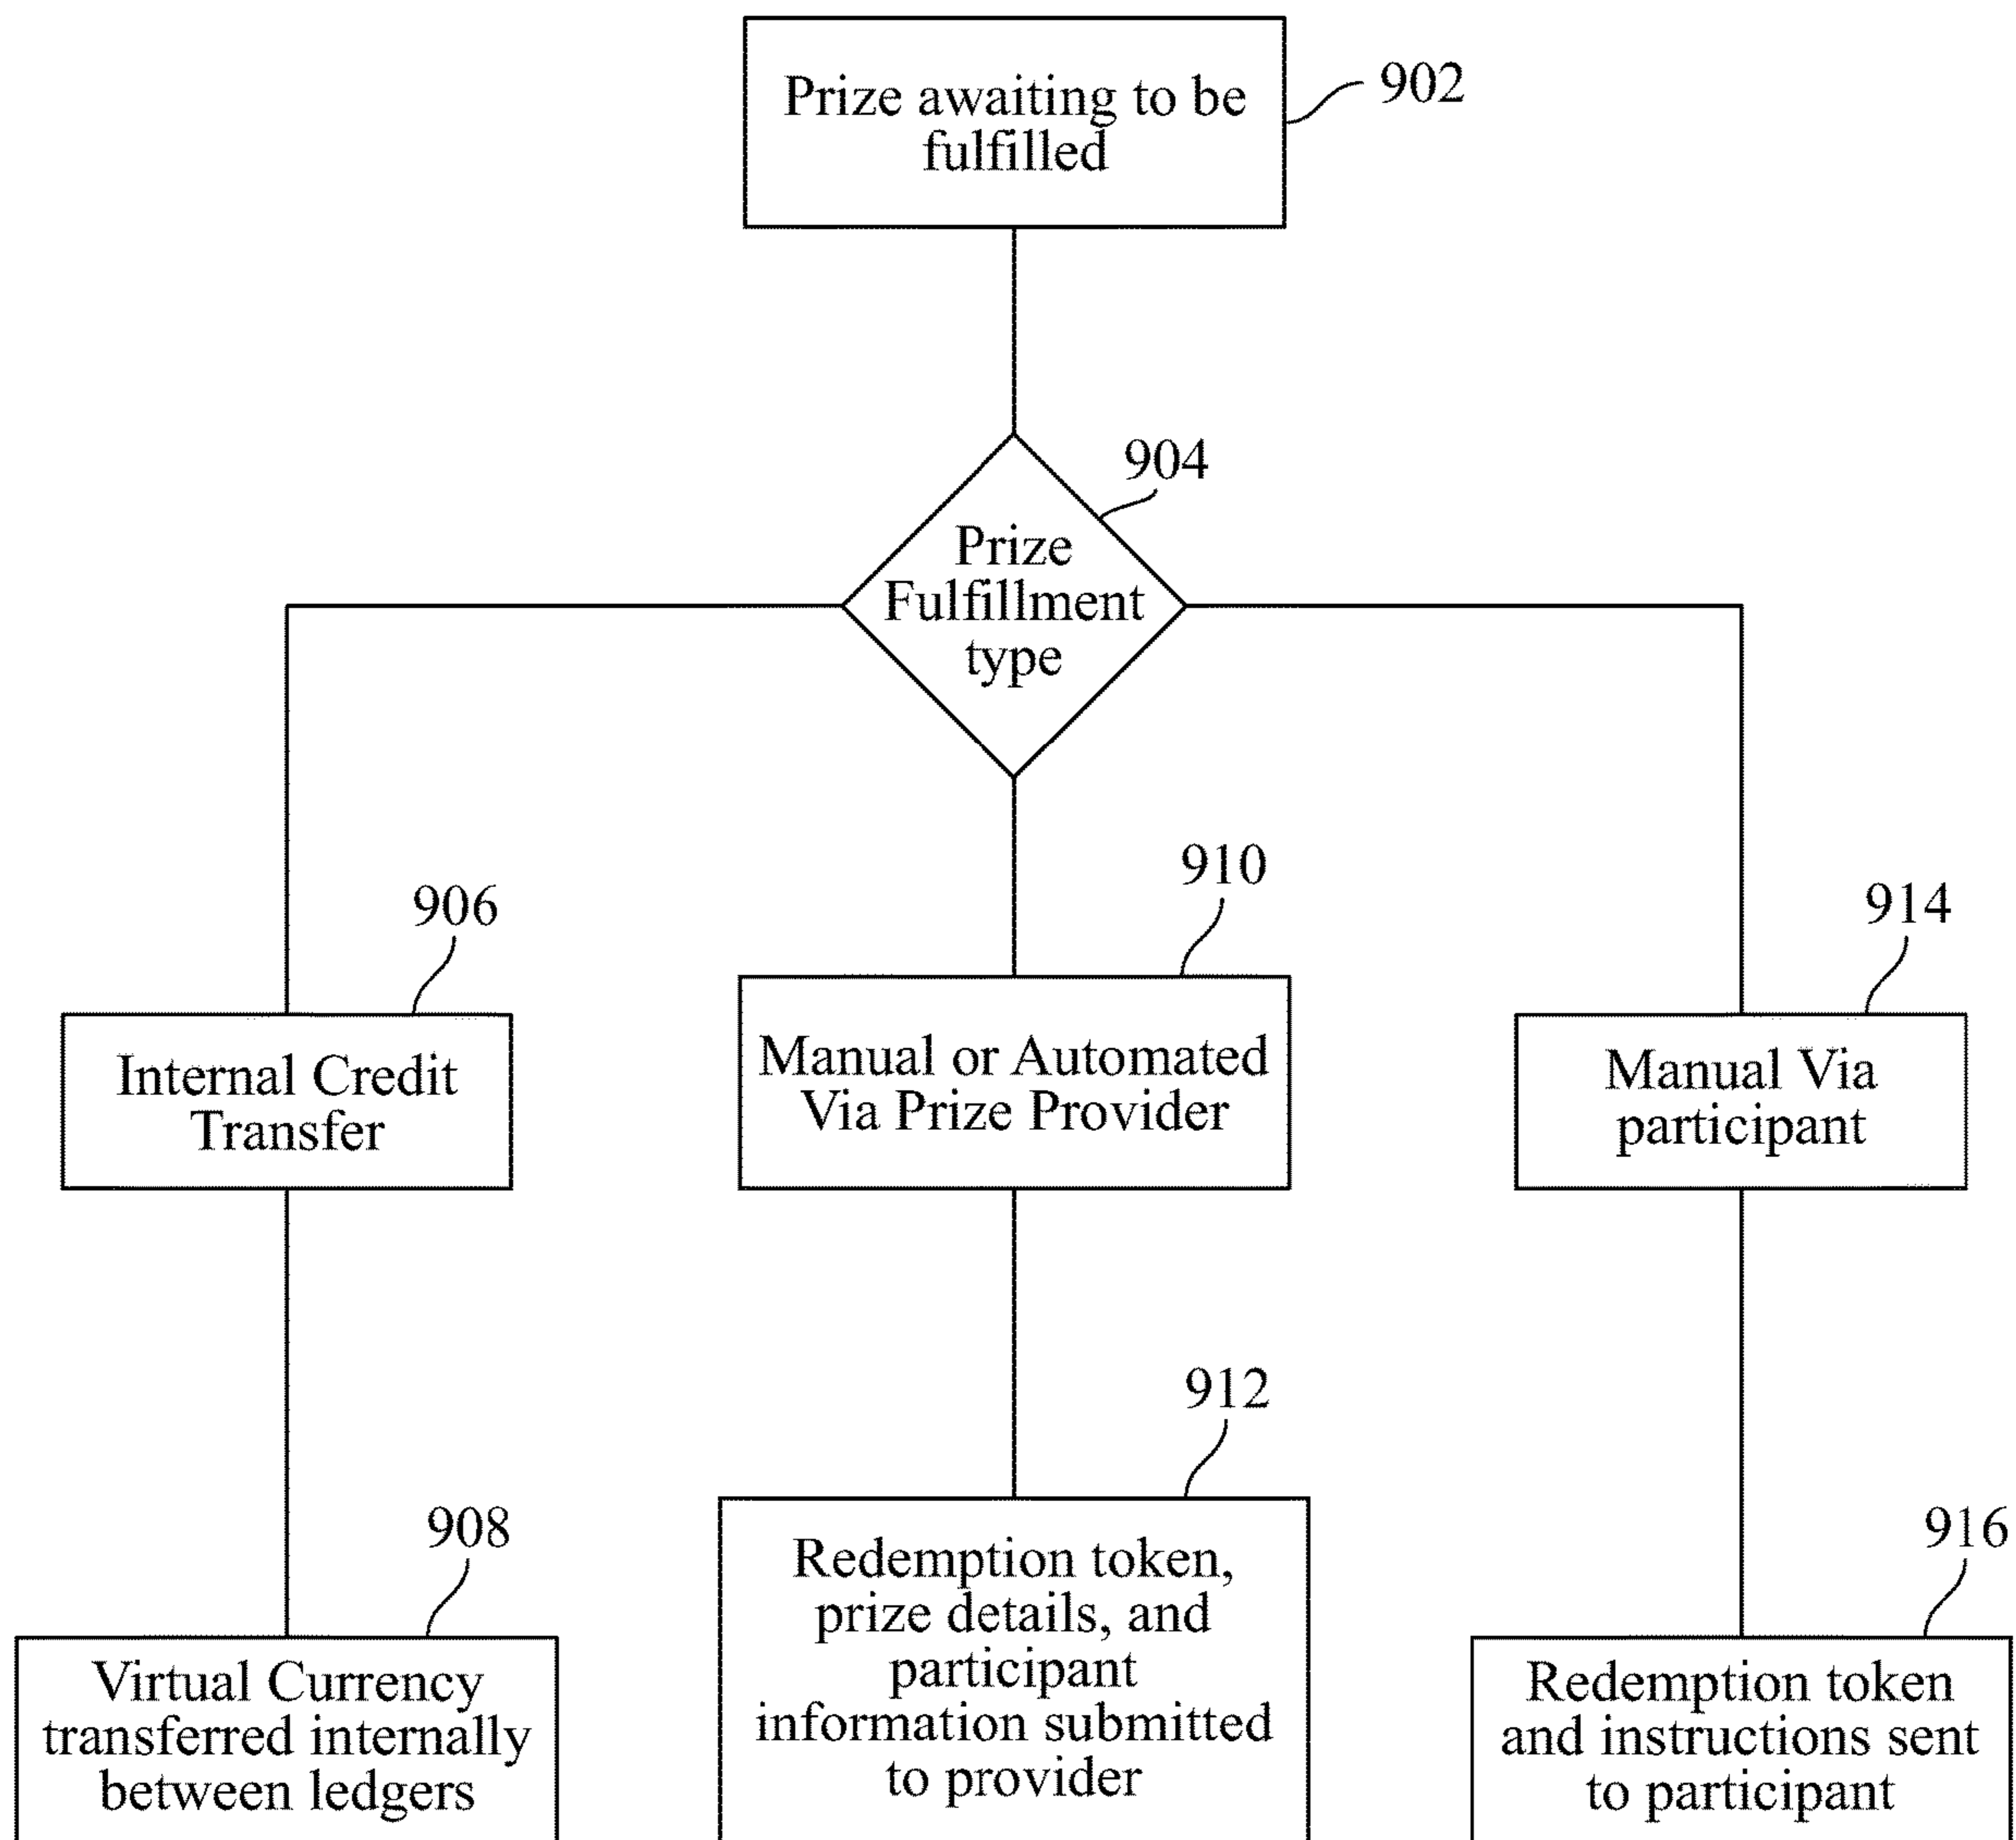 Prize awaiting to be
fulfilled
902
904
Prize
Fulfillment
type
906
Internal Credit
Transfer
910
Manual or Automated
Via Prize Provider
914
Manual Via
participant
908
Virtual Currency
transferred internally
between ledgers
912
Redemption token,
prize details, and
participant
information submitted
to provider
916
Redemption token
and instructions sent
to participant